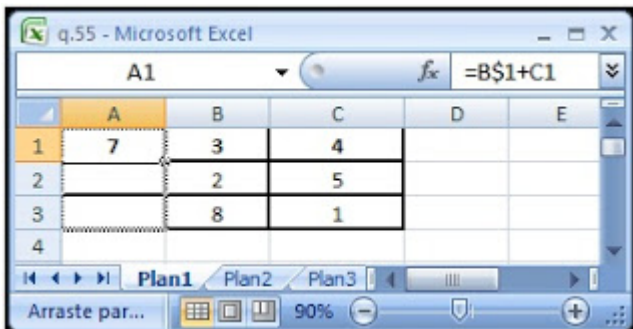 q.55 - Microsoft Excel
A1 fx =B$1+C1
A B C D E
1 7 3 4
2 2 5
3 8 1
4
Plan1 Plan2 Plan3
Arraste par... 90%